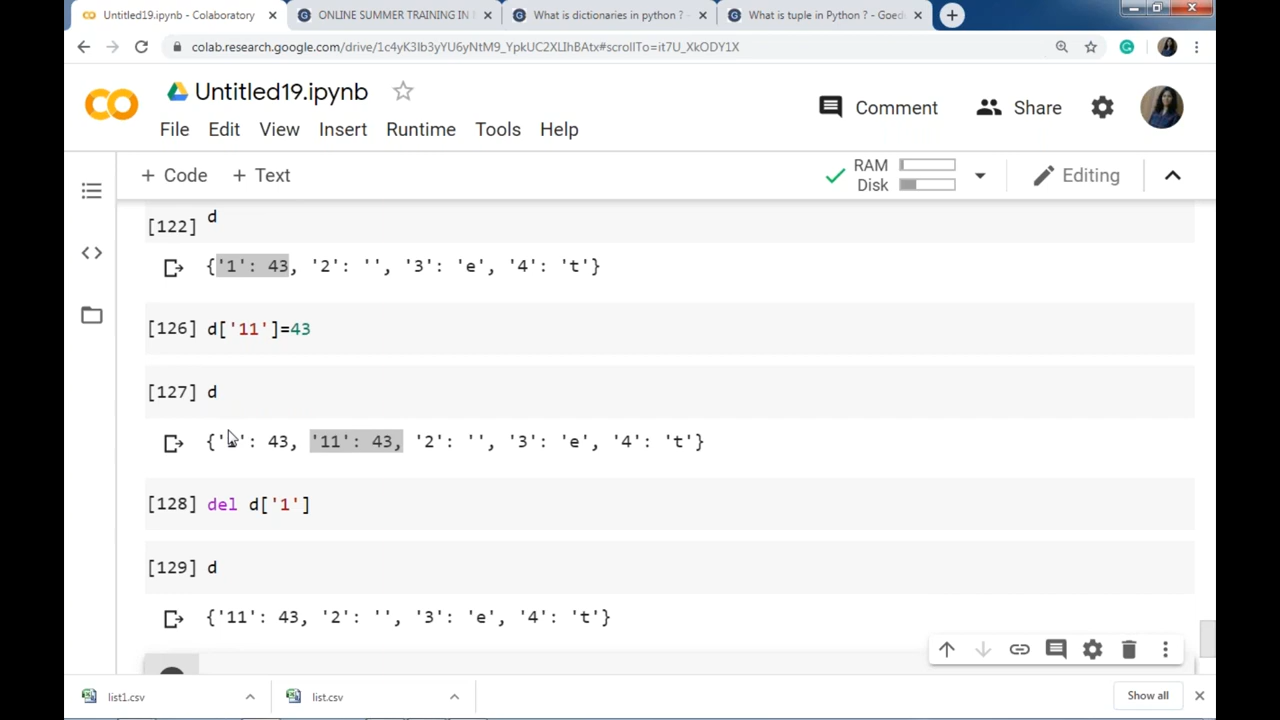 Untitled19.ipynb - Colaboratory
ONLINE SUMMER TRAINING IN
What is dictionaries in python ? -
What is tuple in Python ? - Goed
colab.research.google.com/drive/1c4yK3Ib3yYU6yNtM9_YpkUC2XLIhBAtx#scrollTo=it7U_XkODY1X
Untitled19.ipynb
Comment
Share
File Edit View Insert Runtime Tools Help
+ Code + Text
RAM
Disk
Editing
[122] d
{'1': 43, '2': '', '3': 'e', '4': 't'}
[126] d['11']=43
[127] d
{'1': 43, '11': 43, '2': '', '3': 'e', '4': 't'}
[128] del d['1']
[129] d
{'11': 43, '2': '', '3': 'e', '4': 't'}
list1.csv
list.csv
Show all